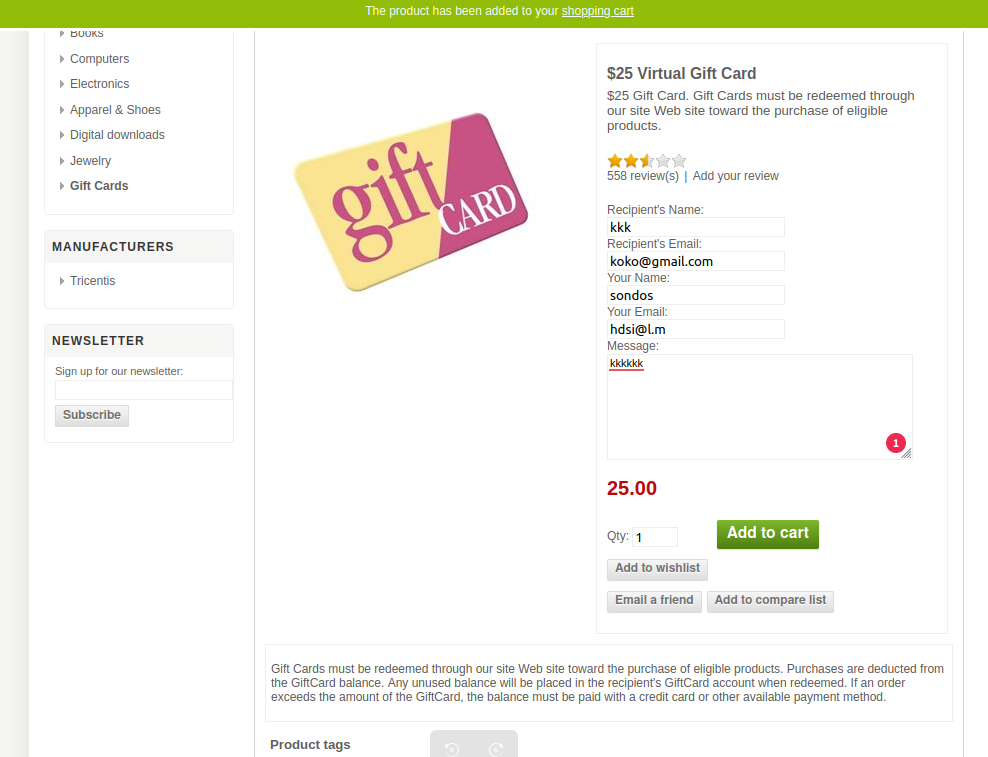 The product has been added to your shopping cart
Books
Computers
Electronics
Apparel & Shoes
Digital downloads
Jewelry
Gift Cards
MANUFACTURERS
Tricentis
NEWSLETTER
Sign up for our newsletter:
Subscribe
gift
CARD
$25 Virtual Gift Card
$25 Gift Card. Gift Cards must be redeemed through
our site Web site toward the purchase of eligible
products.
558 review(s) | Add your review
Recipient's Name:
kkk
Recipient's Email:
koko@gmail.com
Your Name:
sondos
Your Email:
hdsi@l.m
Message:
kkkkkk
1
25.00
Qty: 1 Add to cart
Add to wishlist
Email a friend Add to compare list
Gift Cards must be redeemed through our site Web site toward the purchase of eligible products. Purchases are deducted from
the GiftCard balance. Any unused balance will be placed in the recipient's GiftCard account when redeemed. If an order
exceeds the amount of the GiftCard, the balance must be paid with a credit card or other available payment method.
Product tags